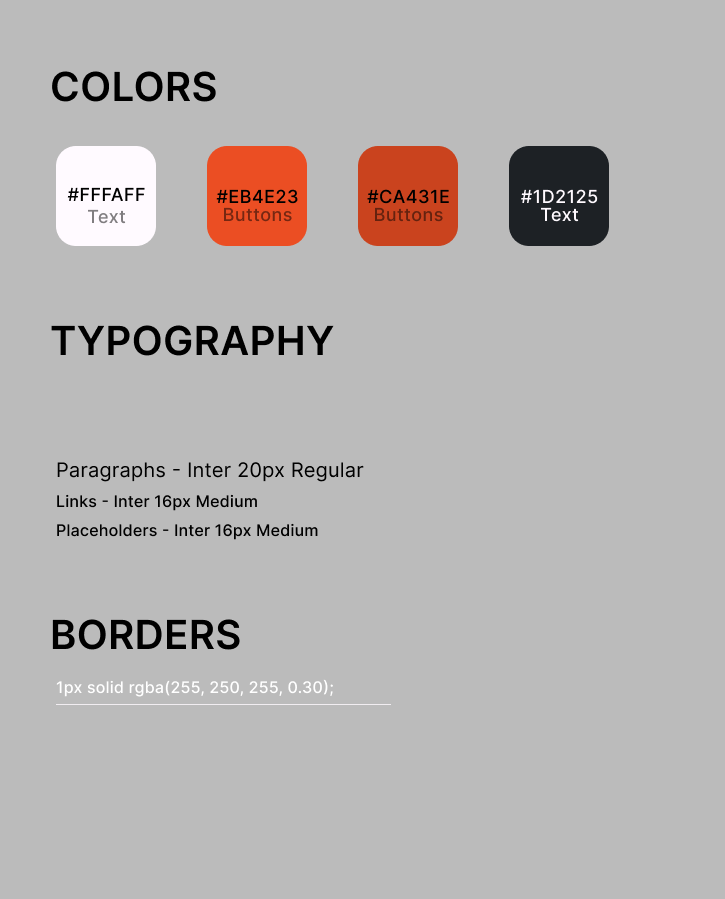 COLORS
#FFFAFF #EB4E23 #CA431E #1D2125
Text Buttons Buttons Text
TYPOGRAPHY
Paragraphs - Inter 20px Regular
Links - Inter 16px Medium
Placeholders - Inter 16px Medium
BORDERS
1px solid rgba(255, 250, 255, 0.30);